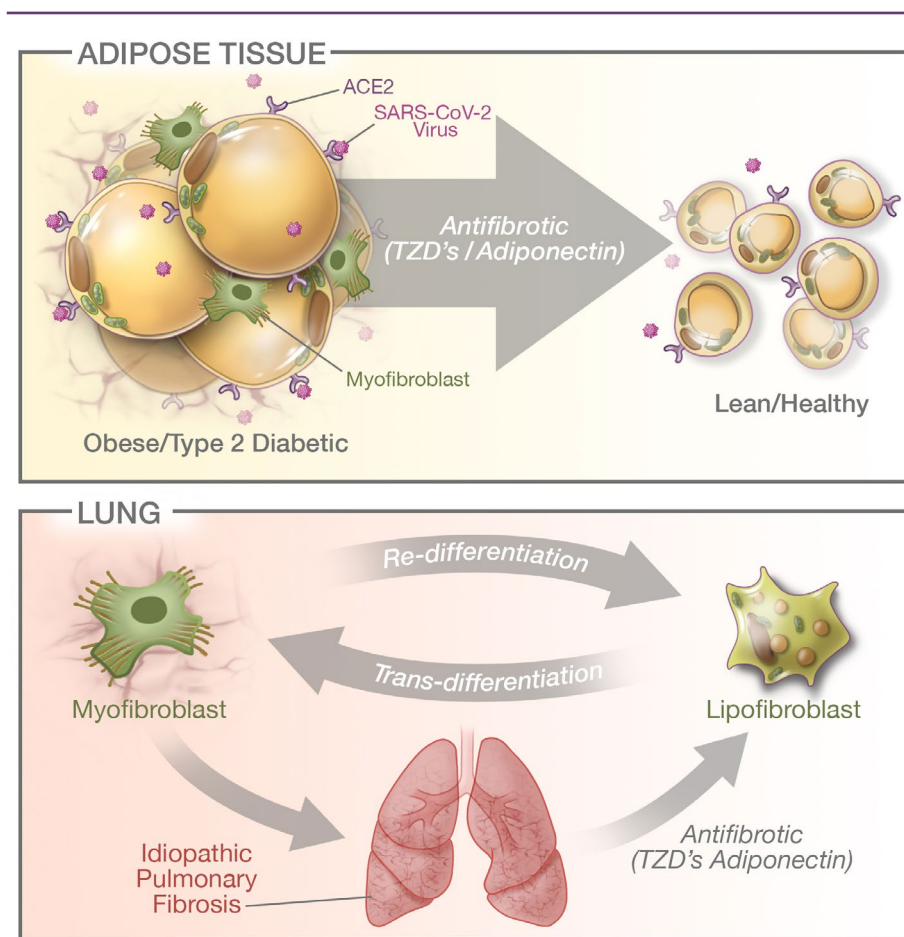 ADIPOSE TISSUE
ACE2
SARS-CoV-2
Virus
Antifibrotic
(TZD's / Adiponectin)
Myofibroblast
Lean/Healthy
Obese/Type 2 Diabetic
LUNG
Re-differentiation
Trans-differentiation
Myofibroblast
Lipofibroblast
Idiopathic
Pulmonary
Fibrosis
Antifibrotic
(TZD's Adiponectin)